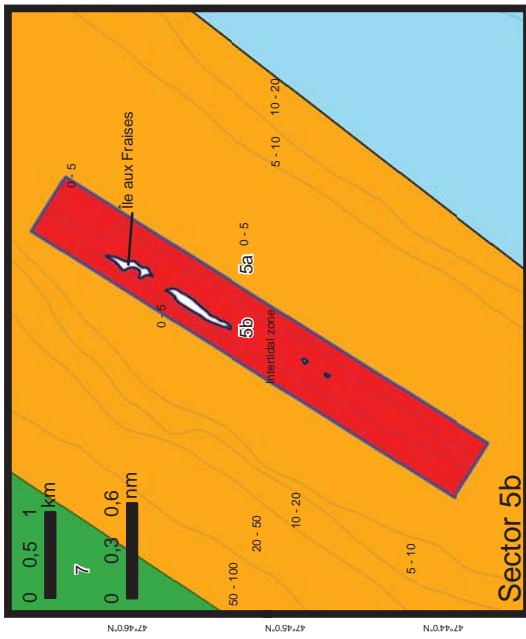 0 - 5
Île aux Fraises
10 - 20
5 - 10
0 - 5
0 - 5
5a
5b
Intertidal zone
0 0,5 1
km
0 0,3 0,6
nm
7
50 - 100
20 - 50
10 - 20
5 - 10
Sector 5b
47°46'0"N
47°45'0"N
47°44'0"N